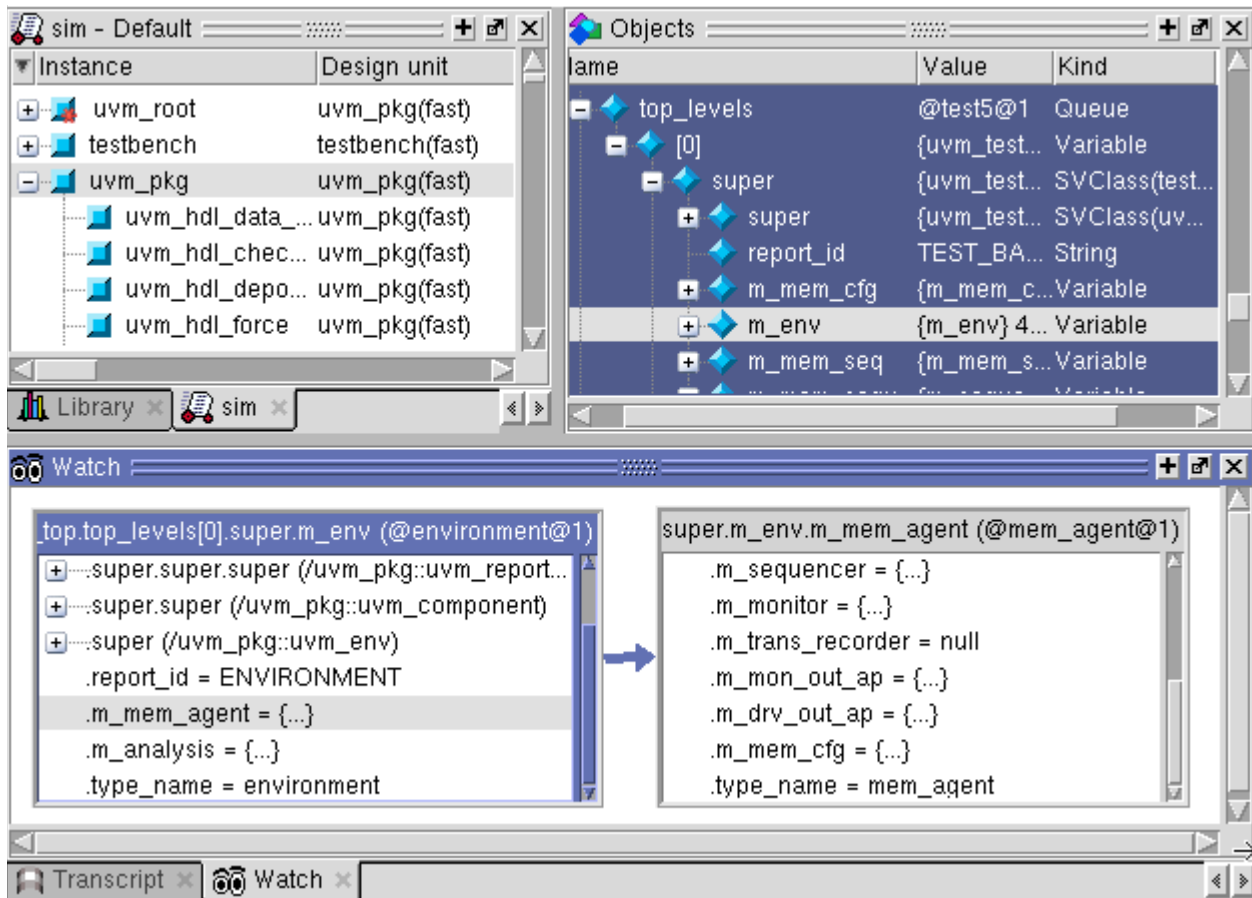 sim - Default
Instance Design unit
uvm_root uvm_pkg(fast)
testbench testbench(fast)
uvm_pkg uvm_pkg(fast)
uvm_hdl_data_... uvm_pkg(fast)
uvm_hdl_chec... uvm_pkg(fast)
uvm_hdl_depo... uvm_pkg(fast)
uvm_hdl_force uvm_pkg(fast)
Library sim
Objects
lame Value Kind
top_levels @test5@1 Queue
[0] {uvm_test... Variable
super {uvm_test... SVClass(test...
super {uvm_test... SVClass(uv...
report_id TEST_BA... String
m_mem_cfg {m_mem_c... Variable
m_env {m_env} 4... Variable
m_mem_seq {m_mem_s... Variable
Watch
_top.top_levels[0].super.m_env (@environment@1)
.super.super.super (/uvm_pkg::uvm_report...
.super.super (/uvm_pkg::uvm_component)
.super (/uvm_pkg::uvm_env)
.report_id = ENVIRONMENT
.m_mem_agent = {...}
.m_analysis = {...}
.type_name = environment
super.m_env.m_mem_agent (@mem_agent@1)
.m_sequencer = {...}
.m_monitor = {...}
.m_trans_recorder = null
.m_mon_out_ap = {...}
.m_drv_out_ap = {...}
.m_mem_cfg = {...}
.type_name = mem_agent
Transcript Watch